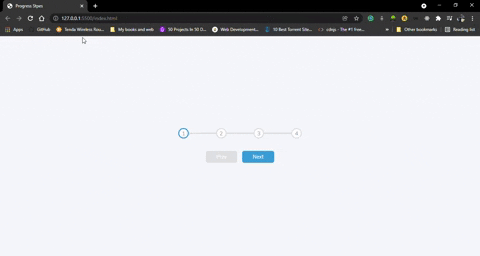 Progress Steps
127.0.0.1:5500/index.html
Apps GitHub Tenda Wireless Rou... My books and web 50 Projects In 50 D... Web Development... 10 Best Torrent Site... cdnjs - The #1 free... » Other bookmarks Reading list
1 2 3 4
Prev Next